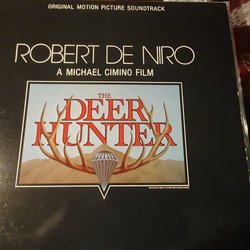 ORIGINAL MOTION PICTURE SOUNDTRACK
ROBERT DE NIRO
A MICHAEL CIMINO FILM
THE
DEER
HUNTER